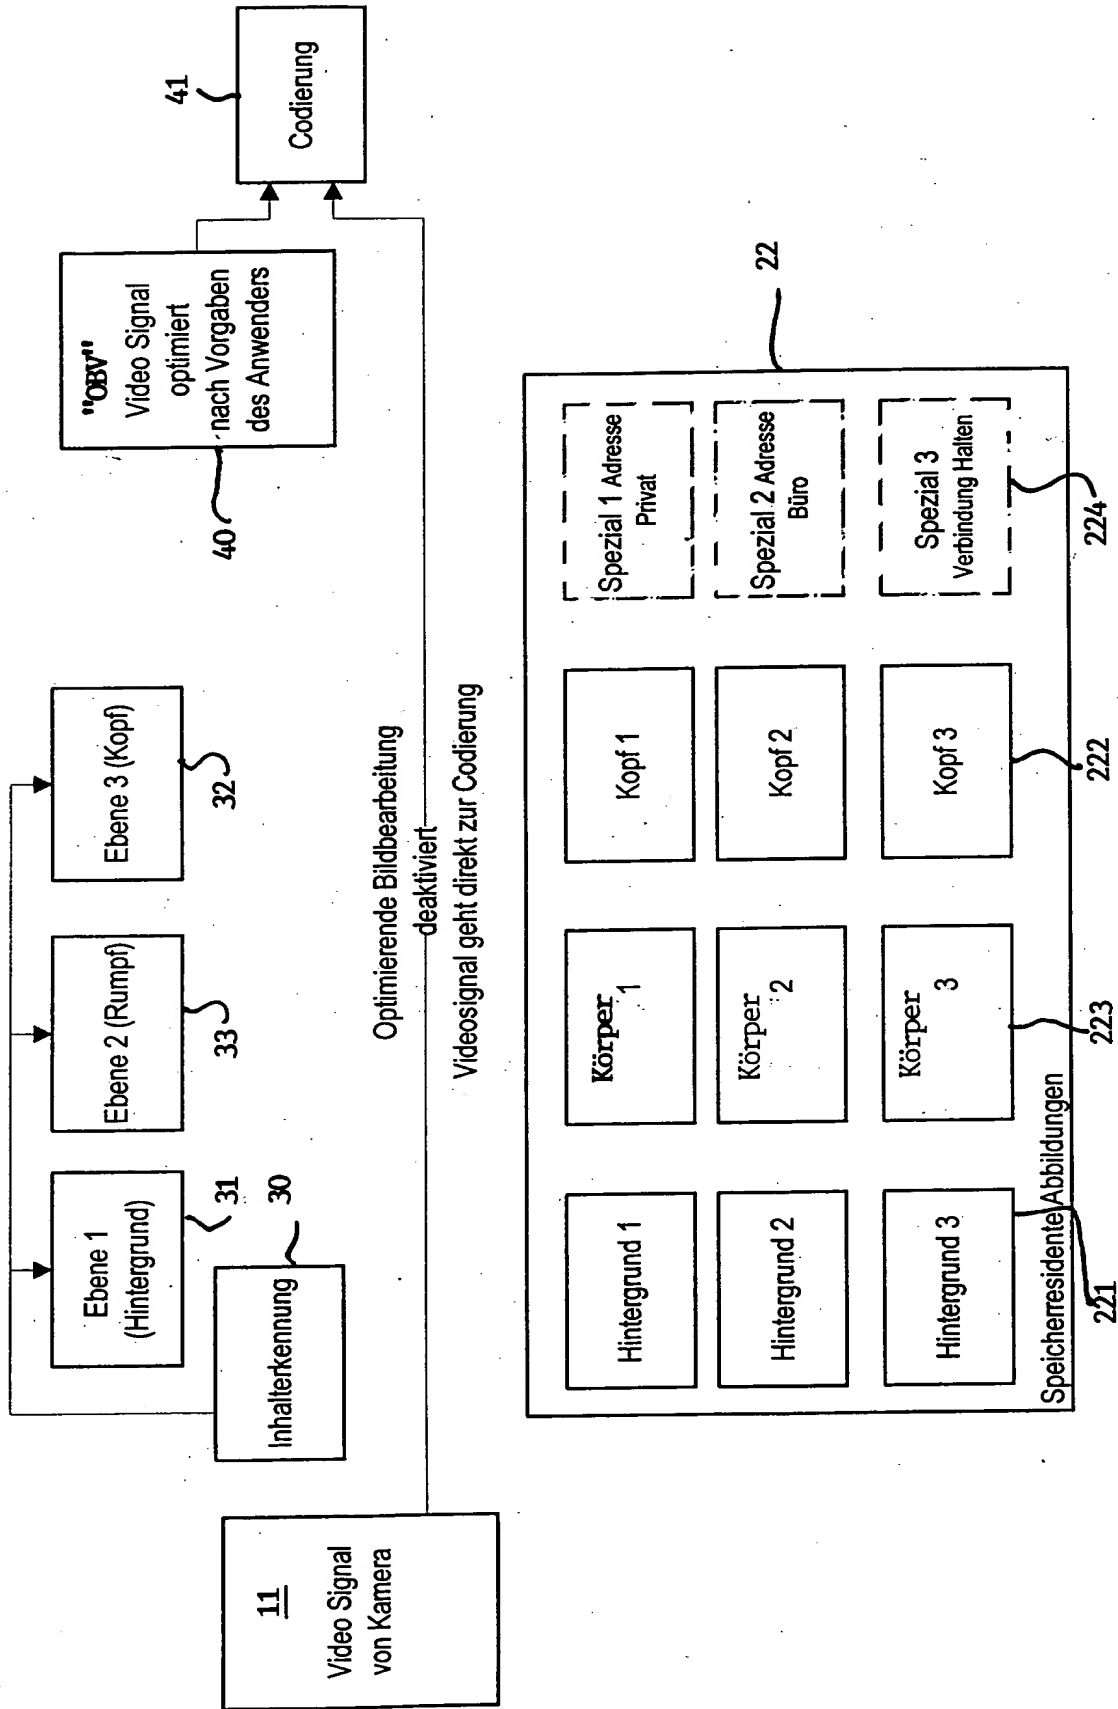 11
Video Signal
von Kamera
Inhalterkennung
30
Ebene 1
(Hintergrund)
31
Ebene 2 (Rumpf)
33
Ebene 3 (Kopf)
32
"OBV"
Video Signal
optimiert
nach Vorgaben
des Anwenders
40
Codierung
41
Optimierende Bildbearbeitung
deaktiviert
Videosignal geht direkt zur Codierung
22
Hintergrund 1
Körper
1
Kopf 1
Spezial 1 Adresse
Privat
Hintergrund 2
Körper
2
Kopf 2
Spezial 2 Adresse
Büro
Hintergrund 3
Körper
3
Kopf 3
Spezial 3
Verbindung Halten
Speicherresidente Abbildungen
221
223
222
224